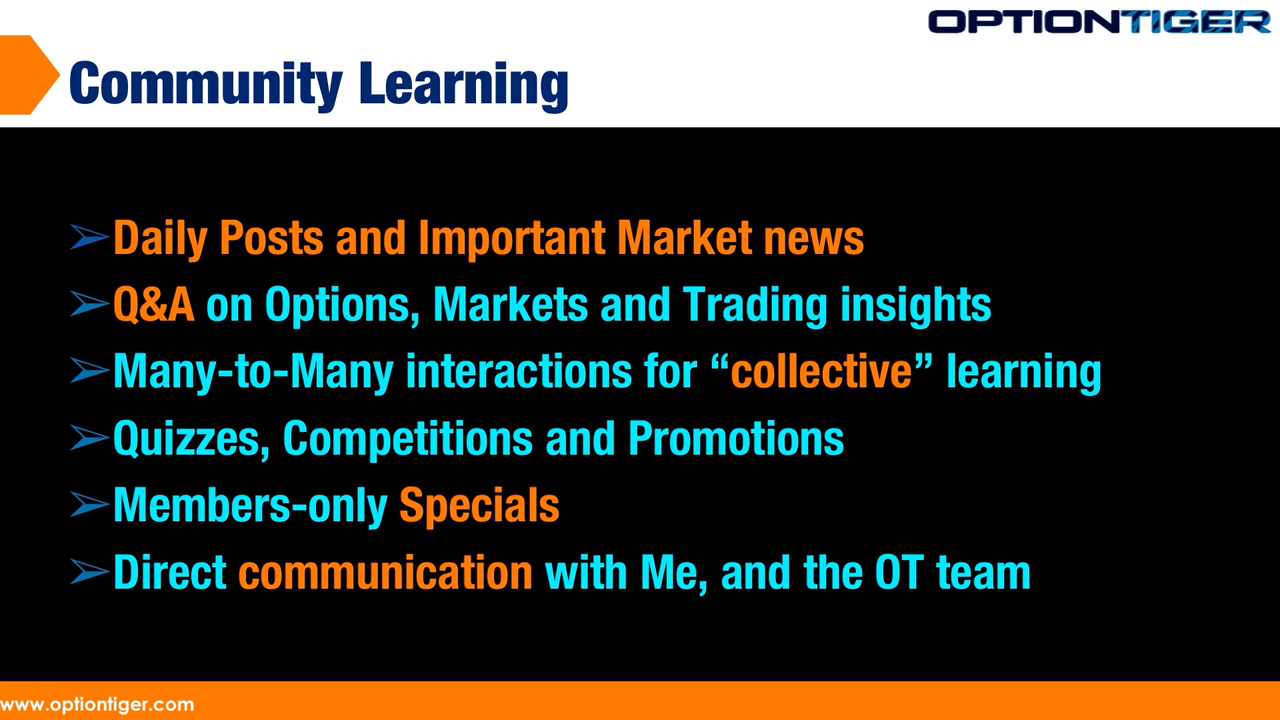 OPTIONTIGER
Community Learning
➢Daily Posts and Important Market news
➢Q&A on Options, Markets and Trading insights
➢Many-to-Many interactions for “collective” learning
➢Quizzes, Competitions and Promotions
➢Members-only Specials
➢Direct communication with Me, and the OT team
www.optiontiger.com